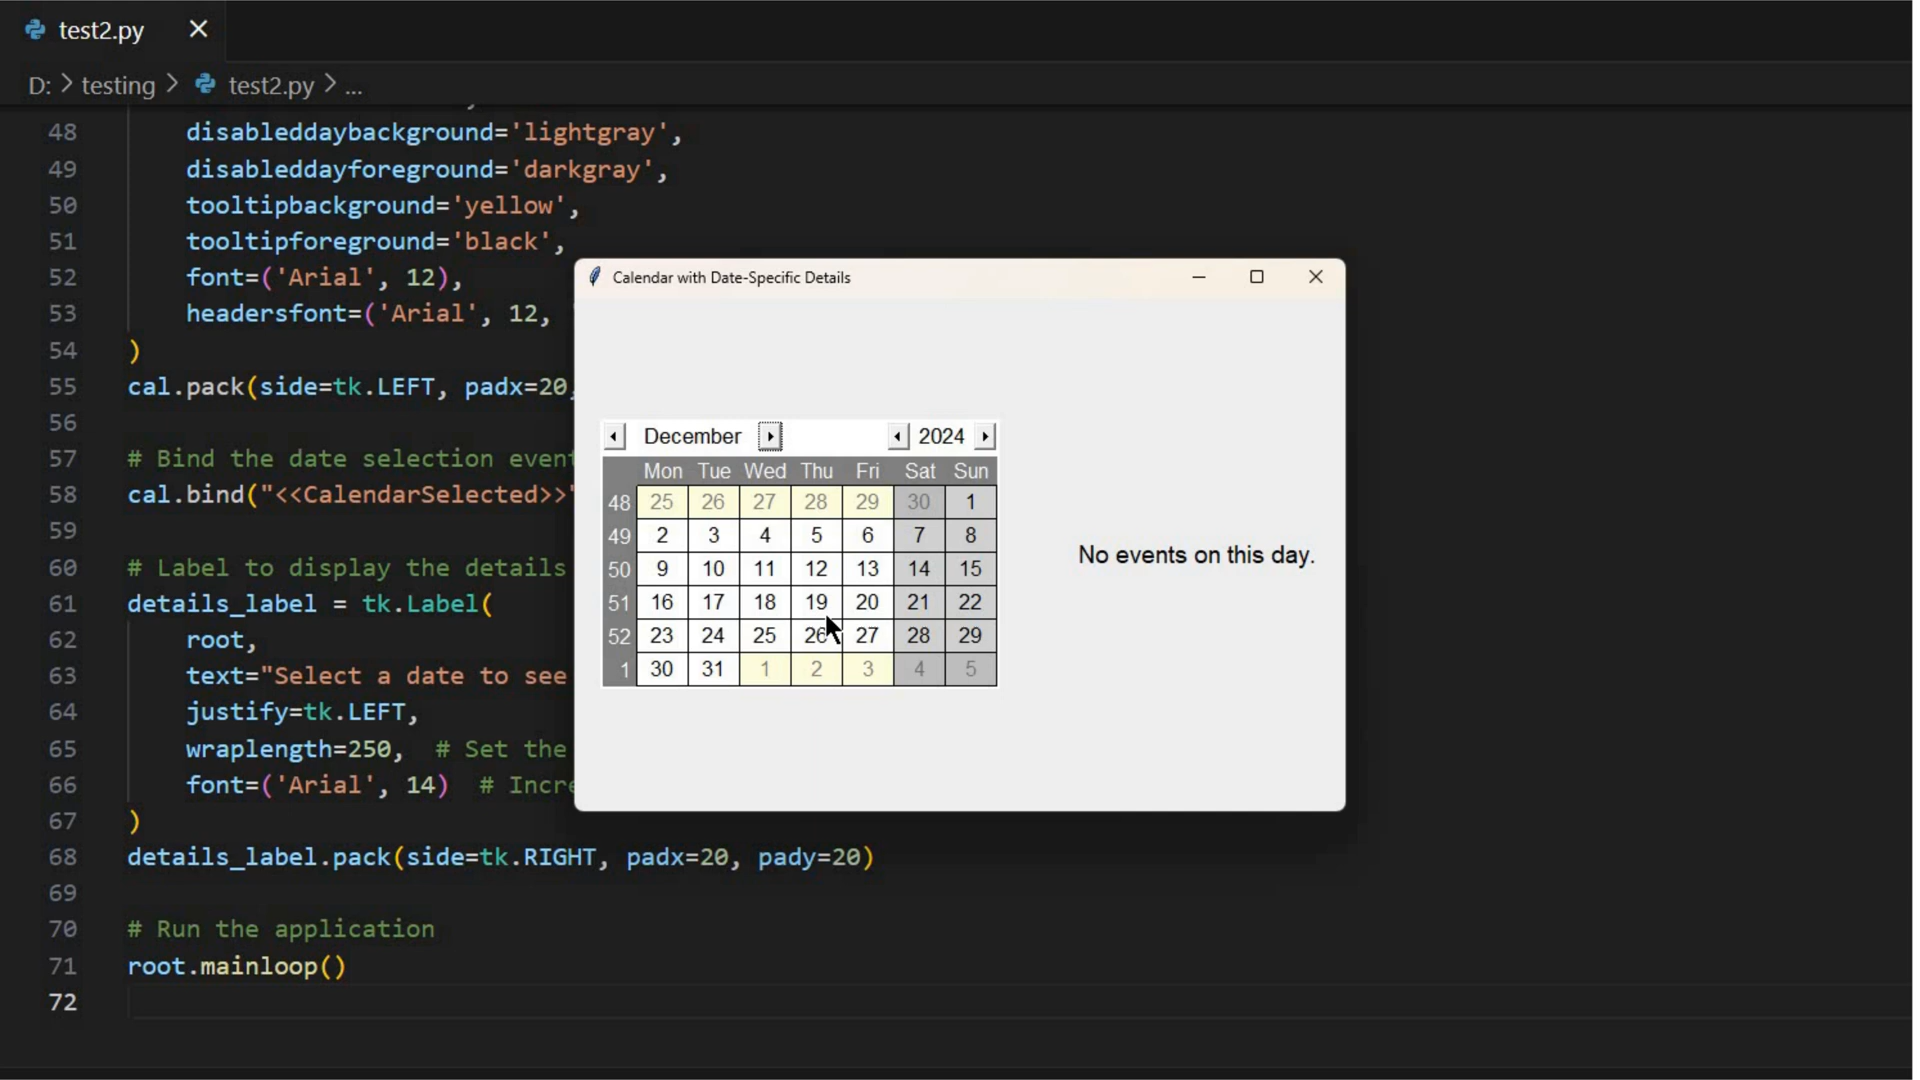 test2.py
D: > testing > test2.py > ...
48 disableddaybackground='lightgray',
49 disableddayforeground='darkgray',
50 tooltipbackground='yellow',
51 tooltipforeground='black',
52 font=('Arial', 12),
53 headersfont=('Arial', 12,
54 )
55 cal.pack(side=tk.LEFT, padx=20,
56
57 # Bind the date selection even
58 cal.bind("<<CalendarSelected>>"
59
60 # Label to display the details
61 details_label = tk.Label(
62 root,
63 text="Select a date to see
64 justify=tk.LEFT,
65 wraplength=250, # Set the
66 font=('Arial', 14) # Incre
67 )
68 details_label.pack(side=tk.RIGHT, padx=20, pady=20)
69
70 # Run the application
71 root.mainloop()
72
Calendar with Date-Specific Details
December 2024
Mon Tue Wed Thu Fri Sat Sun
48 25 26 27 28 29 30 1
49 2 3 4 5 6 7 8
50 9 10 11 12 13 14 15
51 16 17 18 19 20 21 22
52 23 24 25 26 27 28 29
1 30 31 1 2 3 4 5
No events on this day.